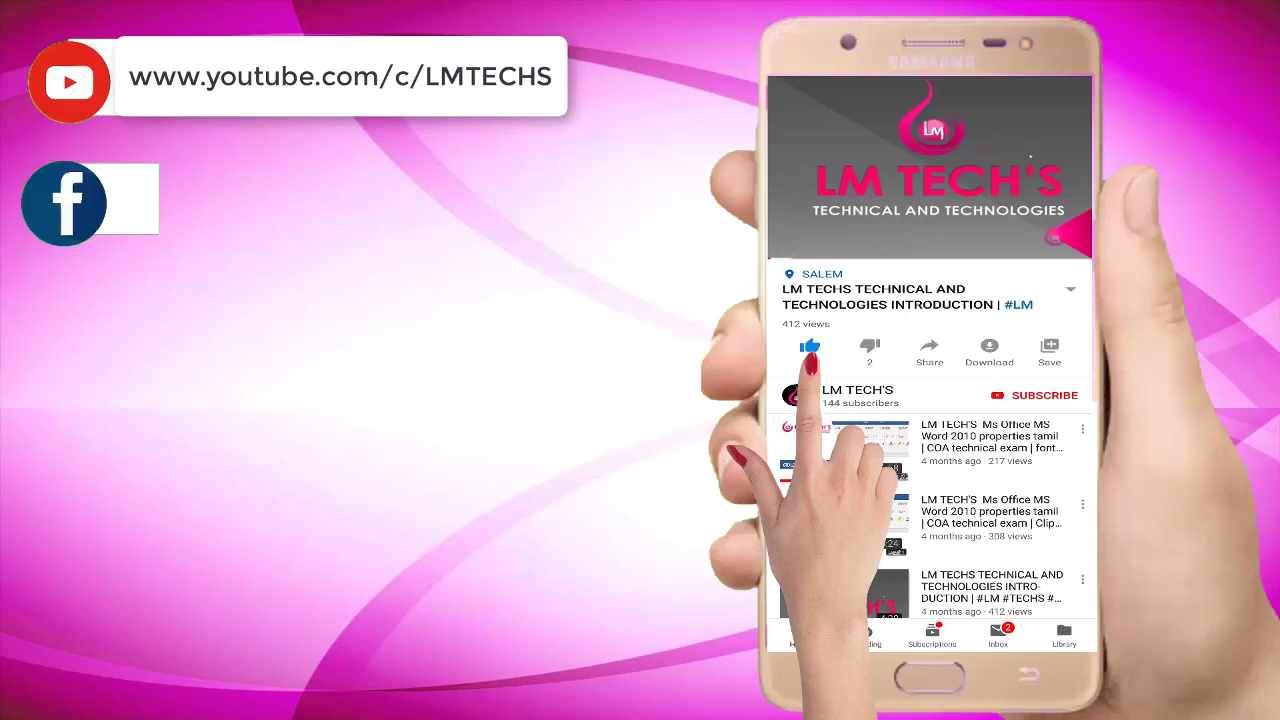 www.youtube.com/c/LMTECHS
f
SAMSUNG
LM
LM TECH'S
TECHNICAL AND TECHNOLOGIES
SALEM
LM TECHS TECHNICAL AND
TECHNOLOGIES INTRODUCTION | #LM
412 views
2
Share
Download
Save
LM TECH'S
144 subscribers
SUBSCRIBE
LM TECH'S Ms Office MS
Word 2010 properties tamil
| COA technical exam | font...
4 months ago · 217 views
LM TECH'S Ms Office MS
Word 2010 properties tamil
| COA technical exam | Clip...
4 months ago · 308 views
LM TECHS TECHNICAL AND
TECHNOLOGIES INTRO-
DUCTION | #LM #TECHS #...
4 months ago · 412 views
Subscriptions
2
Inbox
Library